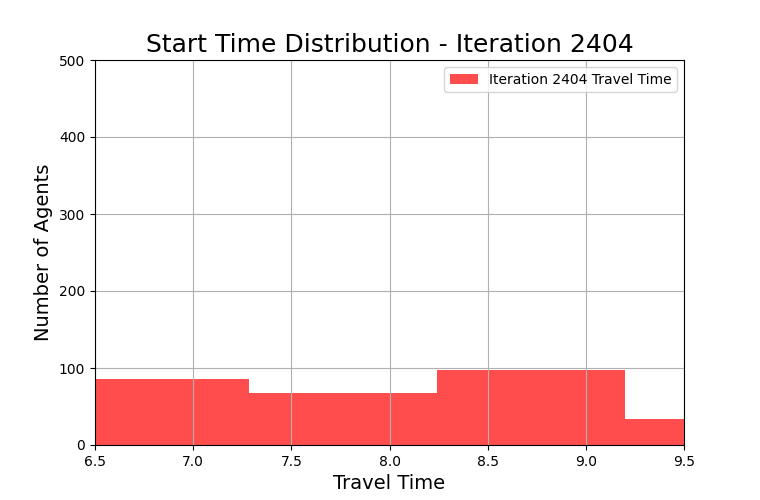 Start Time Distribution - Iteration 2404
Iteration 2404 Travel Time
Number of Agents
500
400
300
200
100
0
6.5 7.0 7.5 8.0 8.5 9.0 9.5
Travel Time